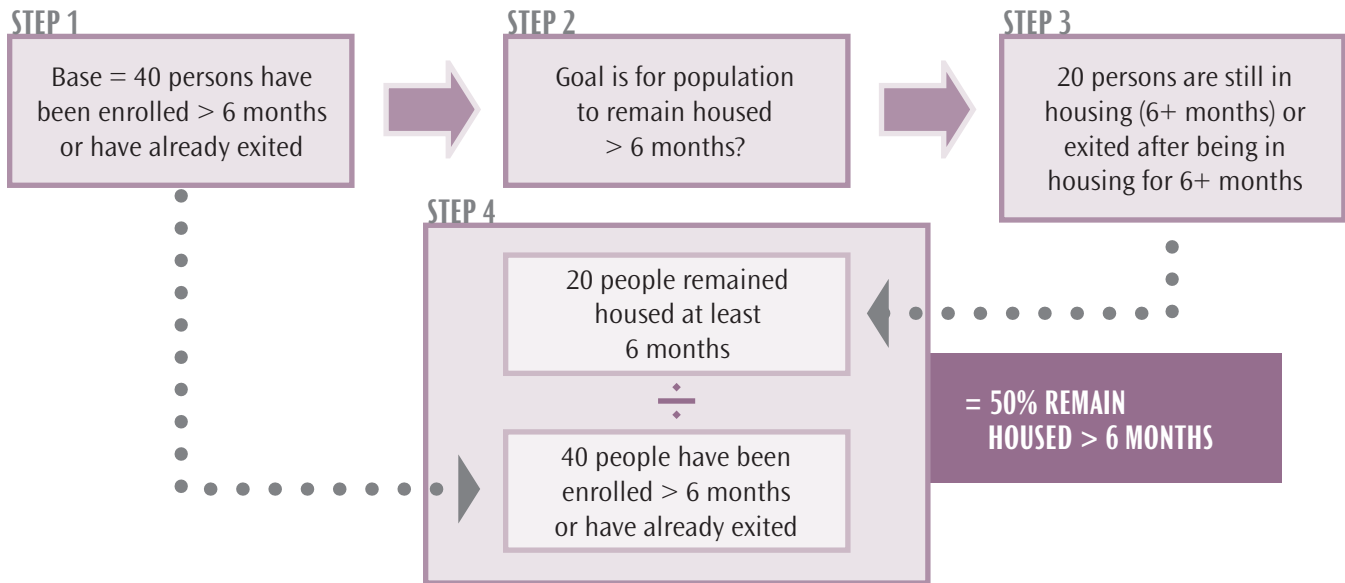 STEP 1
Base = 40 persons have
been enrolled > 6 months
or have already exited
STEP 2
Goal is for population
to remain housed
> 6 months?
STEP 3
20 persons are still in
housing (6+ months) or
exited after being in
housing for 6+ months
STEP 4
20 people remained
housed at least
6 months
÷
40 people have been
enrolled > 6 months
or have already exited
= 50% REMAIN
HOUSED > 6 MONTHS